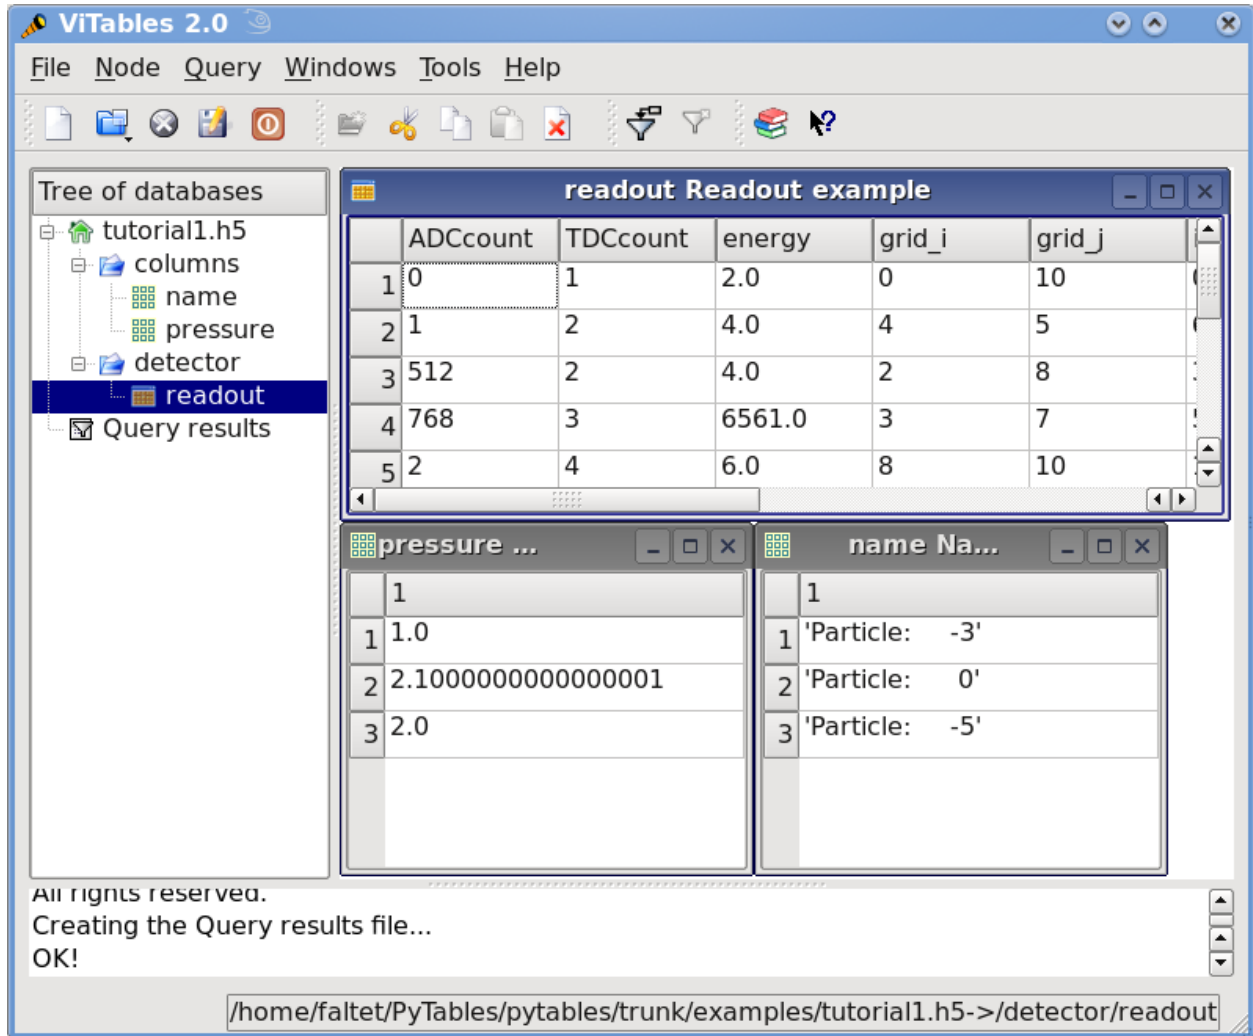 ViTables 2.0
File Node Query Windows Tools Help
Tree of databases
tutorial1.h5
columns
name
pressure
detector
readout
Query results
readout Readout example
ADCcount TDCcount energy grid_i grid_j
1 0 1 2.0 0 10
2 1 2 4.0 4 5
3 512 2 4.0 2 8
4 768 3 6561.0 3 7
5 2 4 6.0 8 10
pressure ...
1
1 1.0
2 2.1000000000000001
3 2.0
name Na...
1
1 'Particle:     -3'
2 'Particle:      0'
3 'Particle:     -5'
All rights reserved.
Creating the Query results file...
OK!
/home/faltet/PyTables/pytables/trunk/examples/tutorial1.h5->/detector/readout